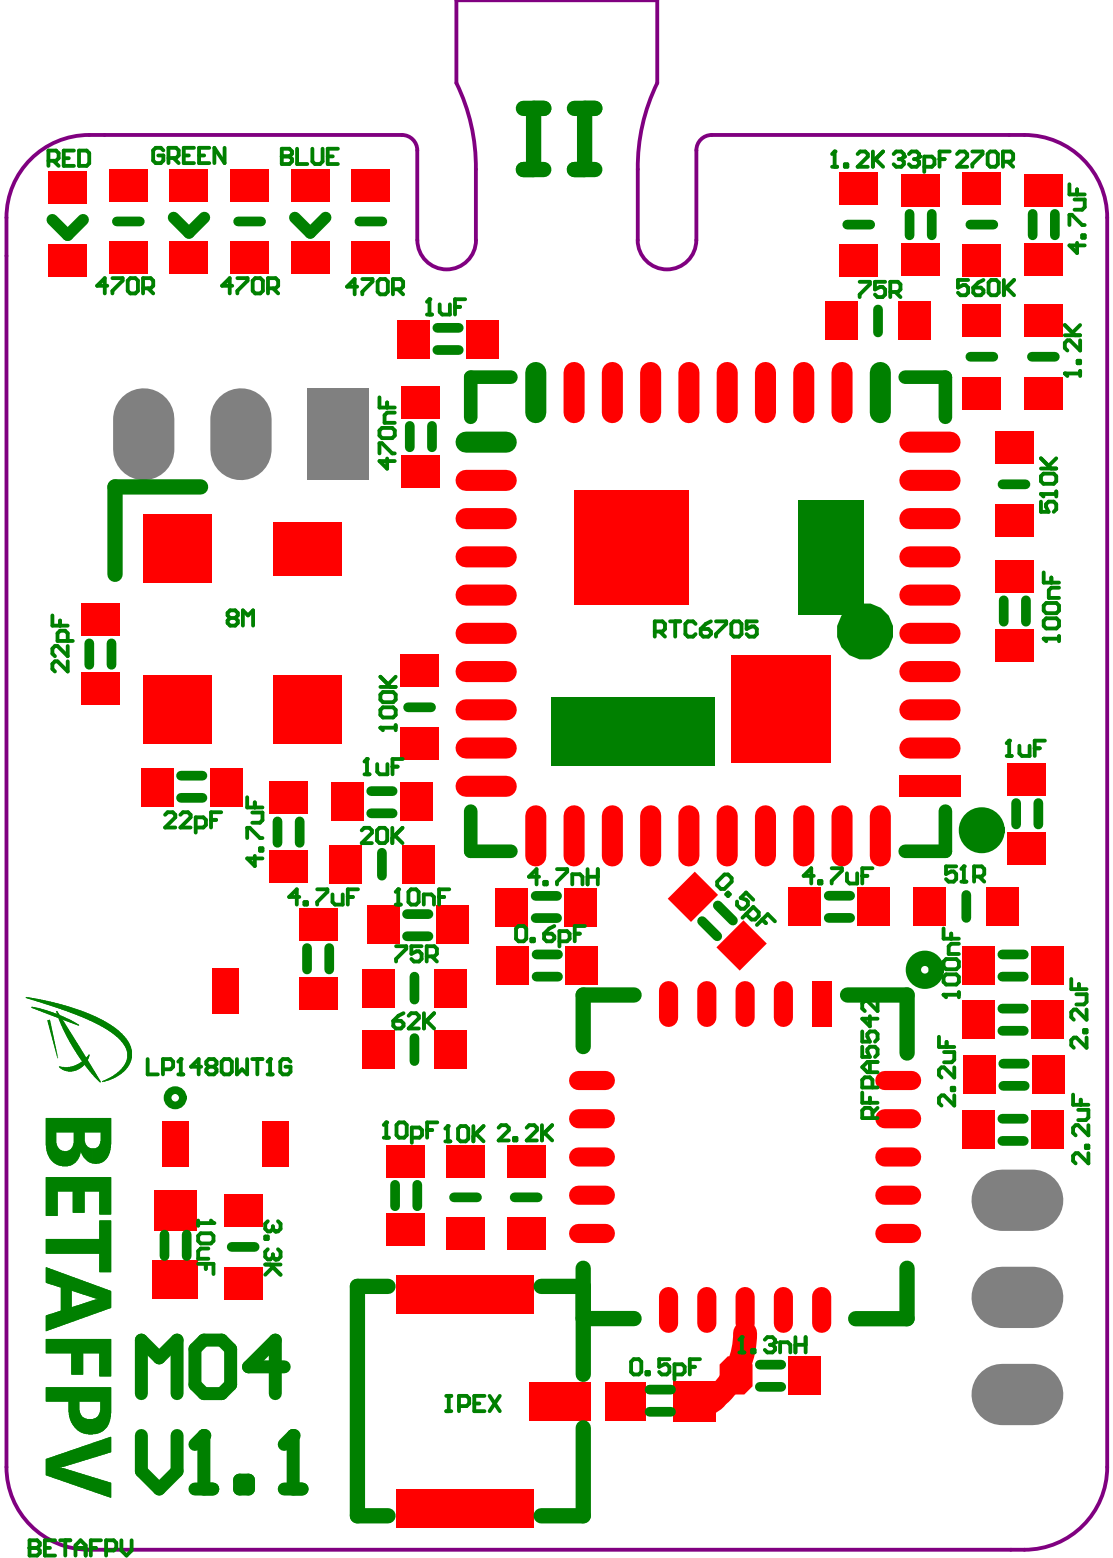 RED
GREEN
BLUE
1.2K
33pF
270R
4.7uF
470R
470R
470R
75R
560K
1uF
1.2K
470nF
510K
100nF
22pF
8M
RTC6705
100K
1uF
1uF
22pF
4.7uF
20K
4.7uF
10nF
4.7nH
0.5pF
4.7uF
51R
0.6pF
75R
100nF
62K
2.2uF
RFPA5542
2.2uF
2.2uF
LP1480WT1G
BETAFPV
10pF
10K
2.2K
10uF
3.3K
M04
V1.1
IPEX
0.5pF
1.3nH
BETAFPV